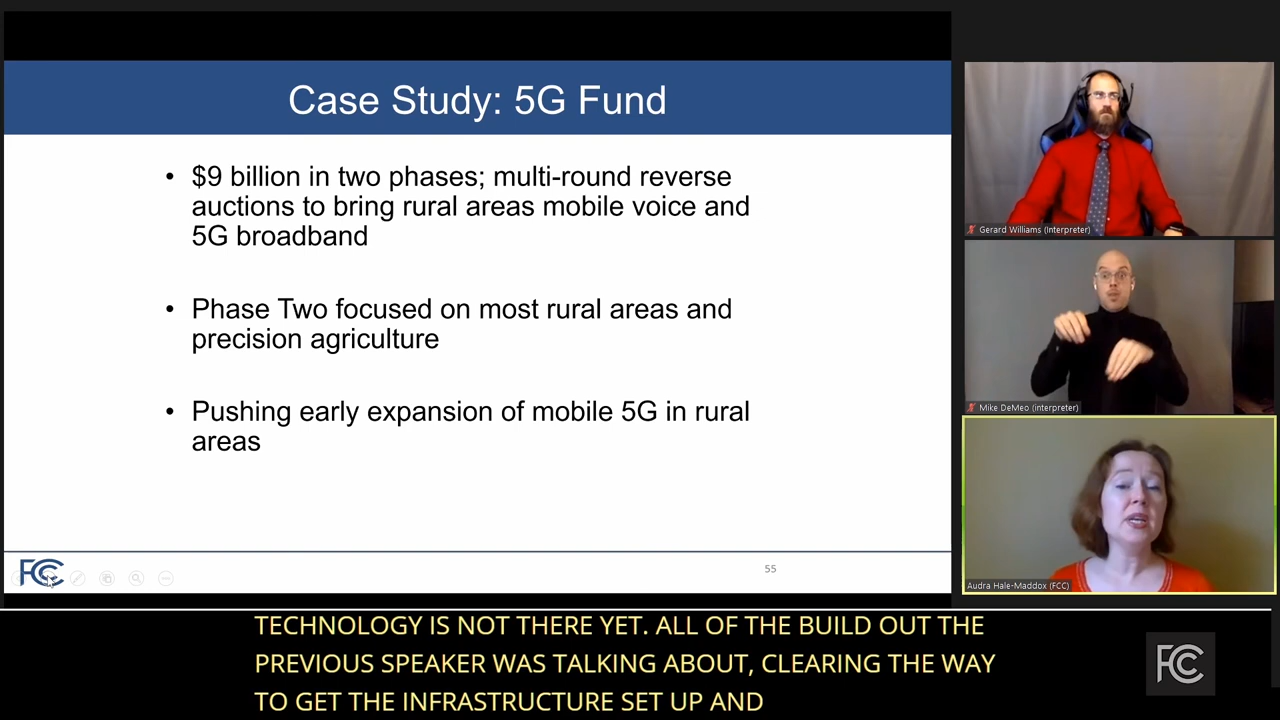 Case Study: 5G Fund
• $9 billion in two phases; multi-round reverse
auctions to bring rural areas mobile voice and
5G broadband
• Phase Two focused on most rural areas and
precision agriculture
• Pushing early expansion of mobile 5G in rural
areas
FCC
55
Gerard Williams (Interpreter)
Mike DeMeo (interpreter)
Audra Hale-Maddox (FCC)
TECHNOLOGY IS NOT THERE YET. ALL OF THE BUILD OUT THE
PREVIOUS SPEAKER WAS TALKING ABOUT, CLEARING THE WAY
TO GET THE INFRASTRUCTURE SET UP AND
FCC